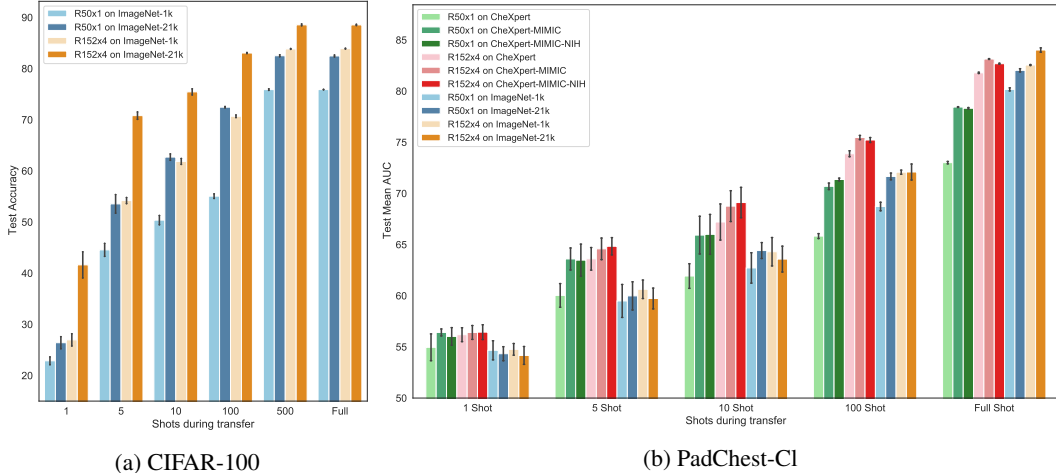 90
80
70
60
50
40
30
20
Test Accuracy
R50x1 on ImageNet-1k
R50x1 on ImageNet-21k
R152x4 on ImageNet-1k
R152x4 on ImageNet-21k
1 5 10 100 500 Full
Shots during transfer
(a) CIFAR-100
85
80
75
70
65
60
55
50
Test Mean AUC
R50x1 on CheXpert
R50x1 on CheXpert-MIMIC
R50x1 on CheXpert-MIMIC-NIH
R152x4 on CheXpert
R152x4 on CheXpert-MIMIC
R152x4 on CheXpert-MIMIC-NIH
R50x1 on ImageNet-1k
R50x1 on ImageNet-21k
R152x4 on ImageNet-1k
R152x4 on ImageNet-21k
1 Shot 5 Shot 10 Shot 100 Shot Full Shot
Shots during transfer
(b) PadChest-Cl